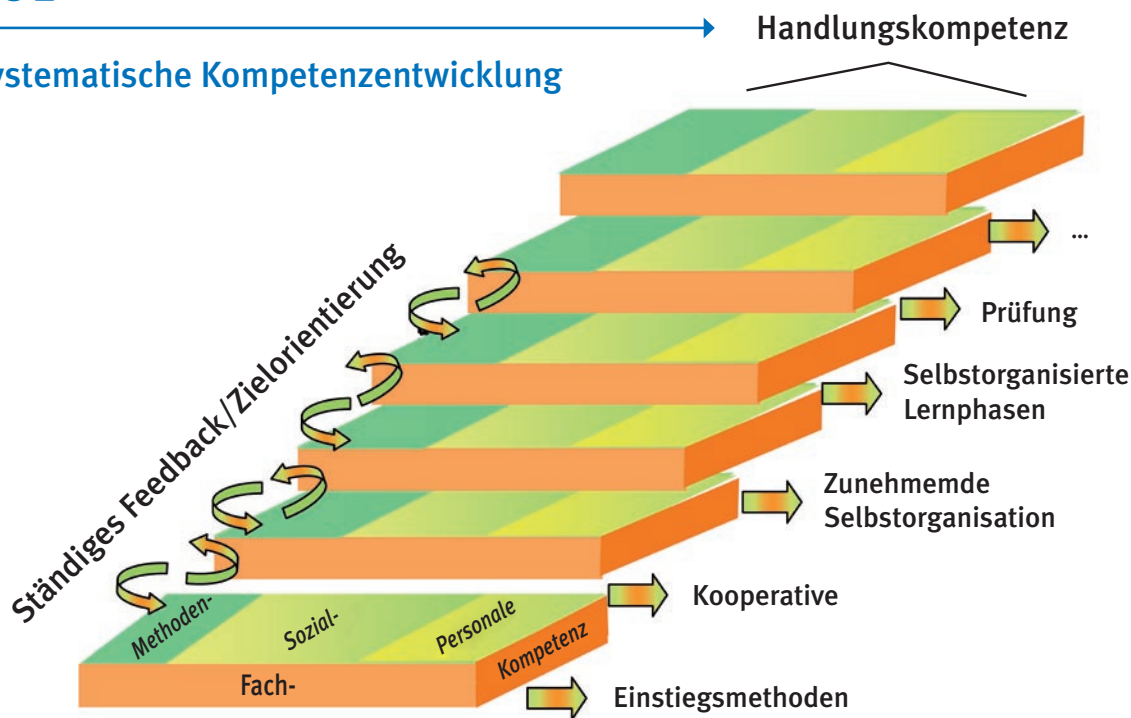 Handlungskompetenz
ystematische Kompetenzentwicklung
...
Prüfung
Selbstorganisierte
Lernphasen
Zunehmemde
Selbstorganisation
Kooperative
Einstiegsmethoden
Ständiges Feedback/Zielorientierung
Methoden-
Sozial-
Personale
Kompetenz
Fach-